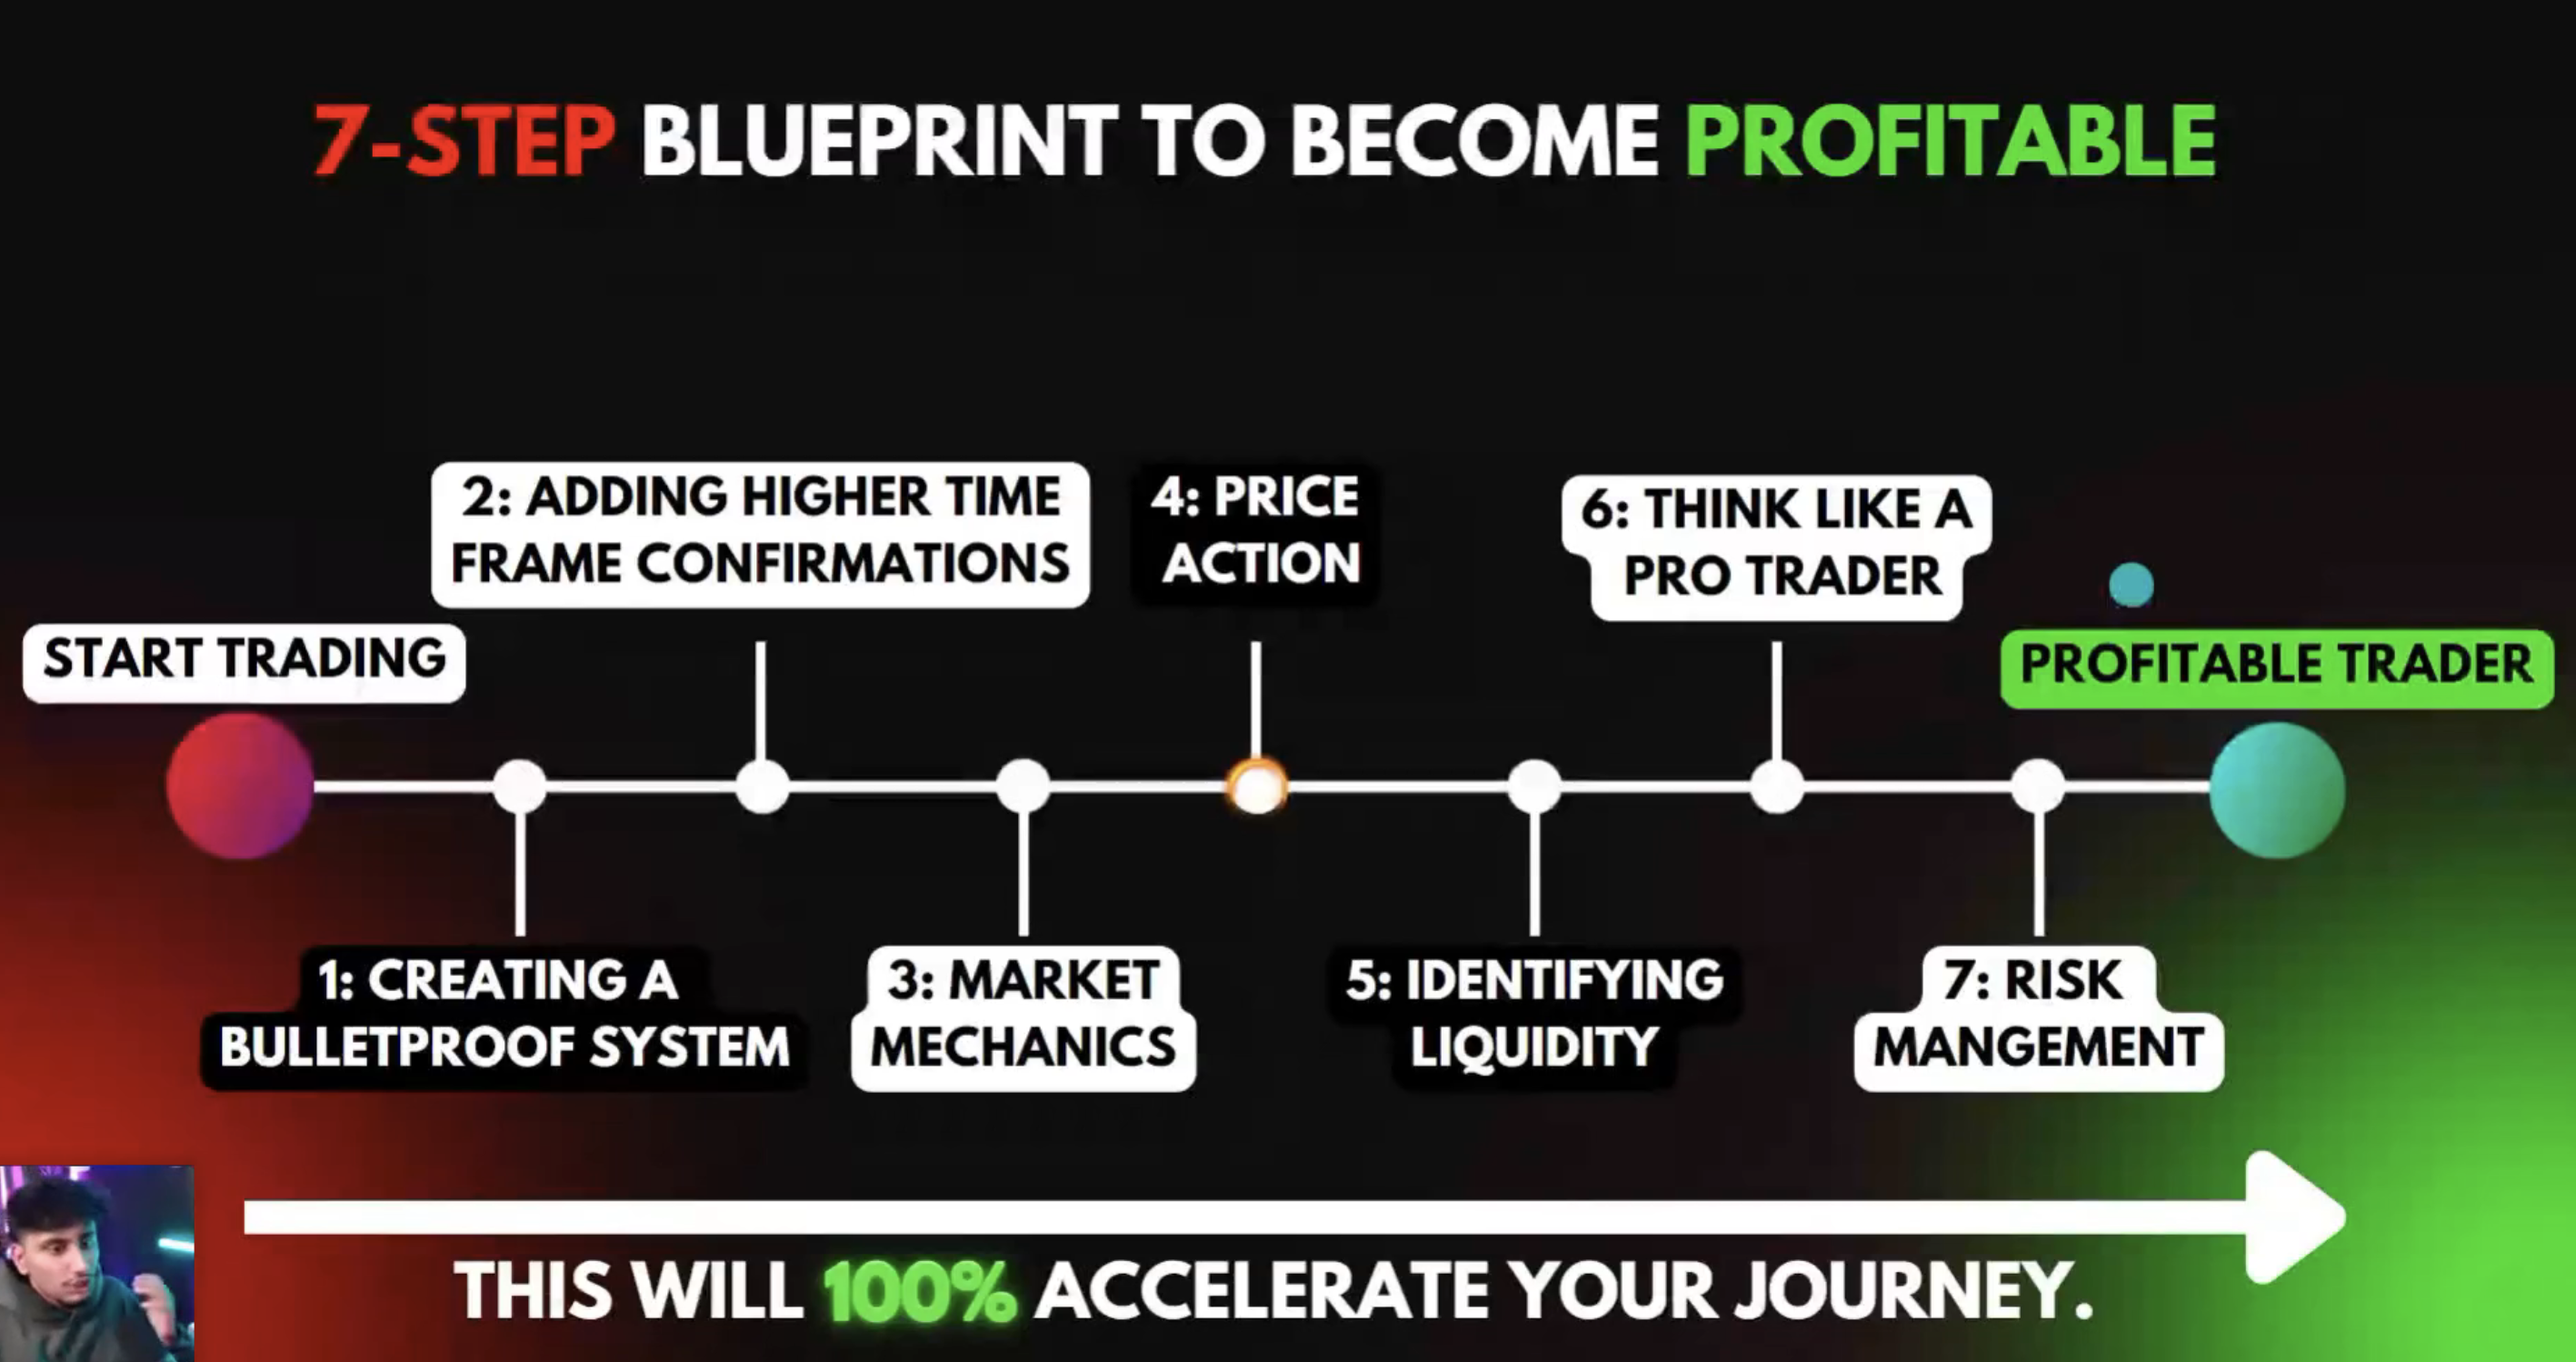 7-STEP BLUEPRINT TO BECOME PROFITABLE
START TRADING
1: CREATING A
BULLETPROOF SYSTEM
2: ADDING HIGHER TIME
FRAME CONFIRMATIONS
3: MARKET
MECHANICS
4: PRICE
ACTION
5: IDENTIFYING
LIQUIDITY
6: THINK LIKE A
PRO TRADER
7: RISK
MANGEMENT
PROFITABLE TRADER
THIS WILL 100% ACCELERATE YOUR JOURNEY.